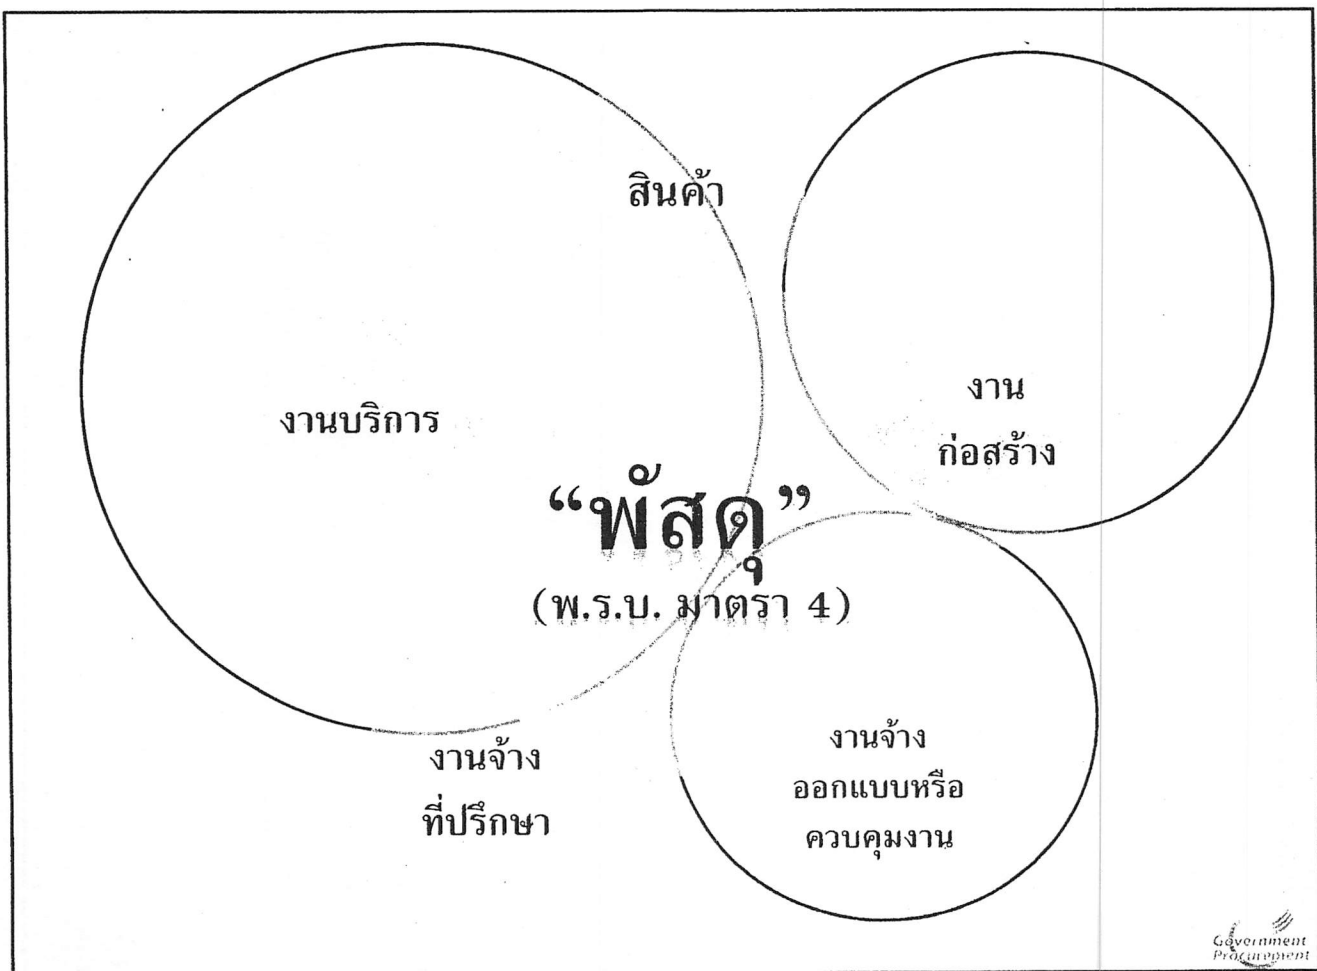 สินค้า
งานบริการ
งาน
ก่อสร้าง
“พัสดุ”
(พ.ร.บ. มาตรา 4)
งานจ้าง
ที่ปรึกษา
งานจ้าง
ออกแบบหรือ
ควบคุมงาน
Government
Procurement